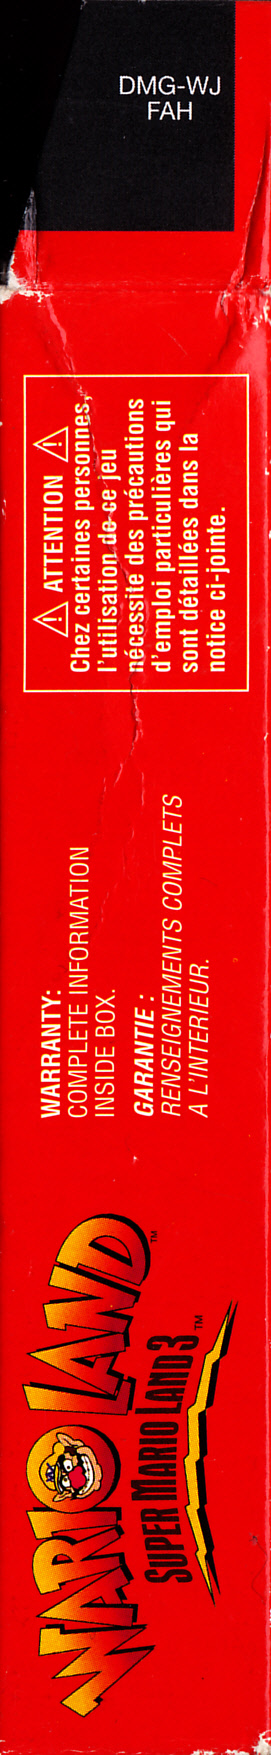 DMG-WJ
FAH
⚠ ATTENTION ⚠
Chez certaines personnes,
l'utilisation de ce jeu
nécessite des précautions
d'emploi particulières qui
sont détaillées dans la
notice ci-jointe.
WARRANTY:
COMPLETE INFORMATION
INSIDE BOX.
GARANTIE :
RENSEIGNEMENTS COMPLETS
A L'INTERIEUR.
WARIO LAND™
SUPER MARIO LAND 3™